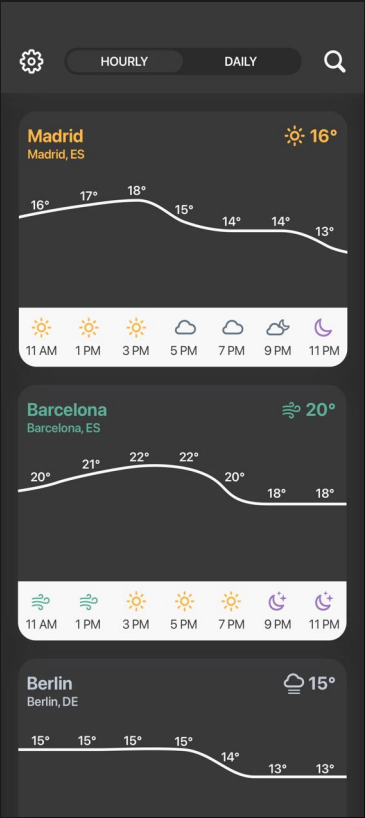 HOURLY DAILY
Madrid 16°
Madrid, ES
16° 17° 18° 15° 14° 14° 13°
11 AM 1 PM 3 PM 5 PM 7 PM 9 PM 11 PM
Barcelona 20°
Barcelona, ES
20° 21° 22° 22° 20° 18° 18°
11 AM 1 PM 3 PM 5 PM 7 PM 9 PM 11 PM
Berlin 15°
Berlin, DE
15° 15° 15° 15° 14° 13° 13°